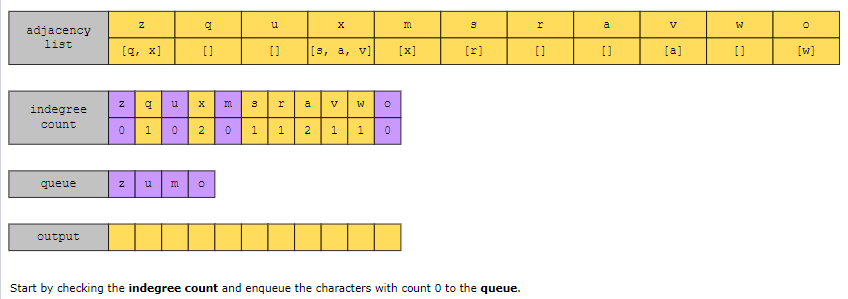 adjacency list
z q u x m s r a v w o
[q, x] [] [] [s, a, v] [x] [r] [] [] [a] [] [w]
indegree count
z q u x m s r a v w o
0 1 0 2 0 1 1 2 1 1 0
queue z u m o
output
Start by checking the indegree count and enqueue the characters with count 0 to the queue.